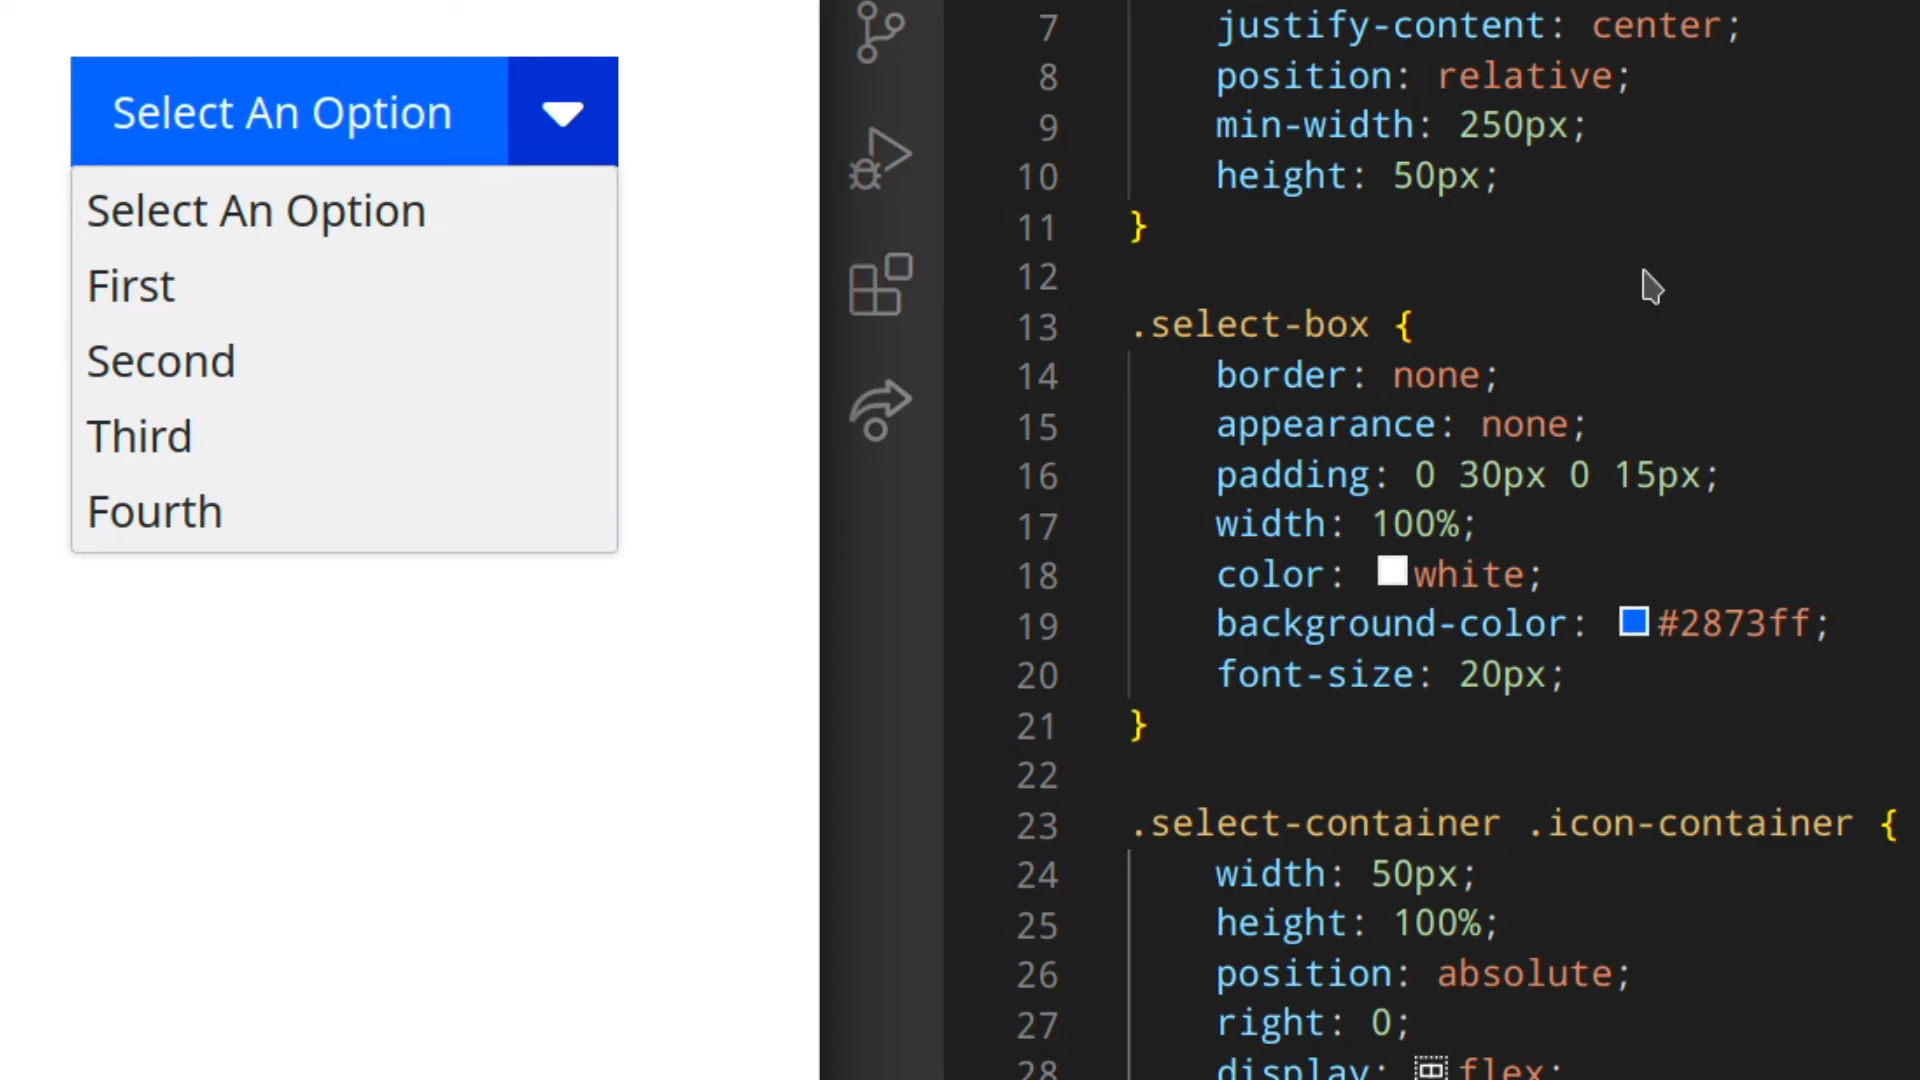 Select An Option
Select An Option
First
Second
Third
Fourth
7 justify-content: center;
8 position: relative;
9 min-width: 250px;
10 height: 50px;
11 }
12
13 .select-box {
14 border: none;
15 appearance: none;
16 padding: 0 30px 0 15px;
17 width: 100%;
18 color: white;
19 background-color: #2873ff;
20 font-size: 20px;
21 }
22
23 .select-container .icon-container {
24 width: 50px;
25 height: 100%;
26 position: absolute;
27 right: 0;
28 display: flex;